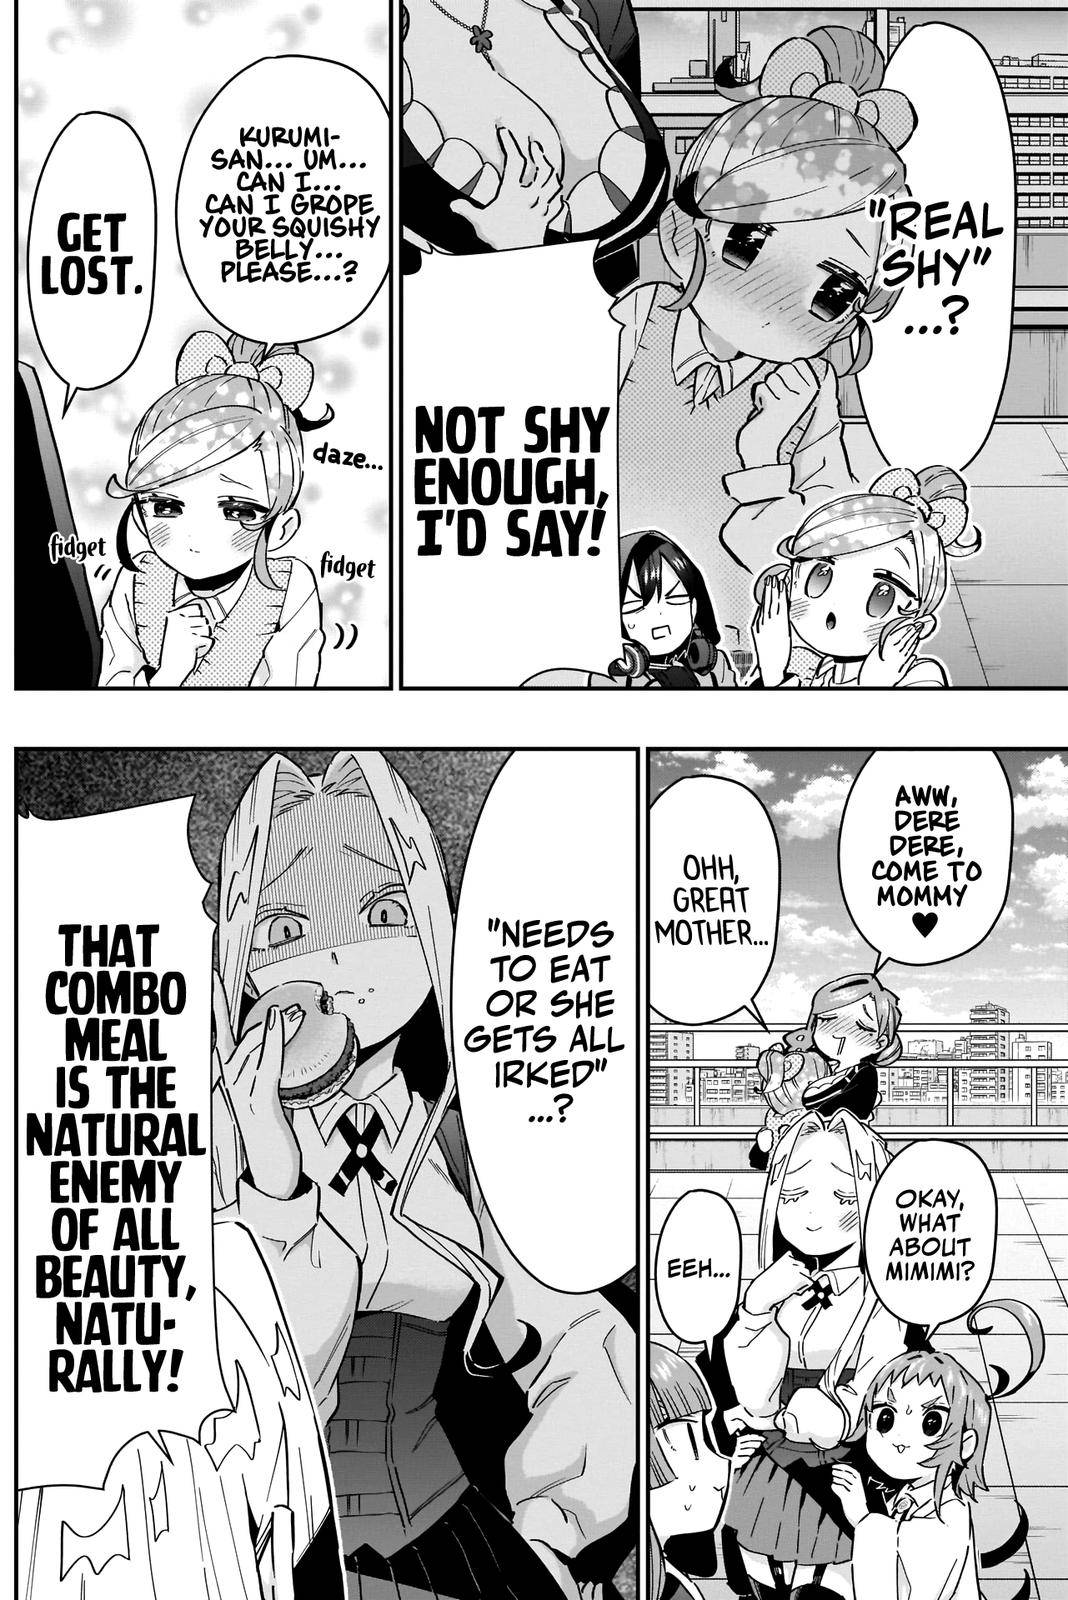 "REAL
SHY"
...?
NOT SHY
ENOUGH,
I'D SAY!
KURUMI-
SAN... UM...
CAN I...
CAN I GROPE
YOUR SQUISHY
BELLY...
PLEASE...?
GET
LOST.
daze...
fidget
fidget
AWW,
DERE
DERE,
COME TO
MOMMY
♥
OHH,
GREAT
MOTHER...
OKAY,
WHAT
ABOUT
MIMIMI?
EEH...
"NEEDS
TO EAT
OR SHE
GETS ALL
IRKED"
...?
THAT
COMBO
MEAL
IS THE
NATURAL
ENEMY
OF ALL
BEAUTY,
NATU-
RALLY!